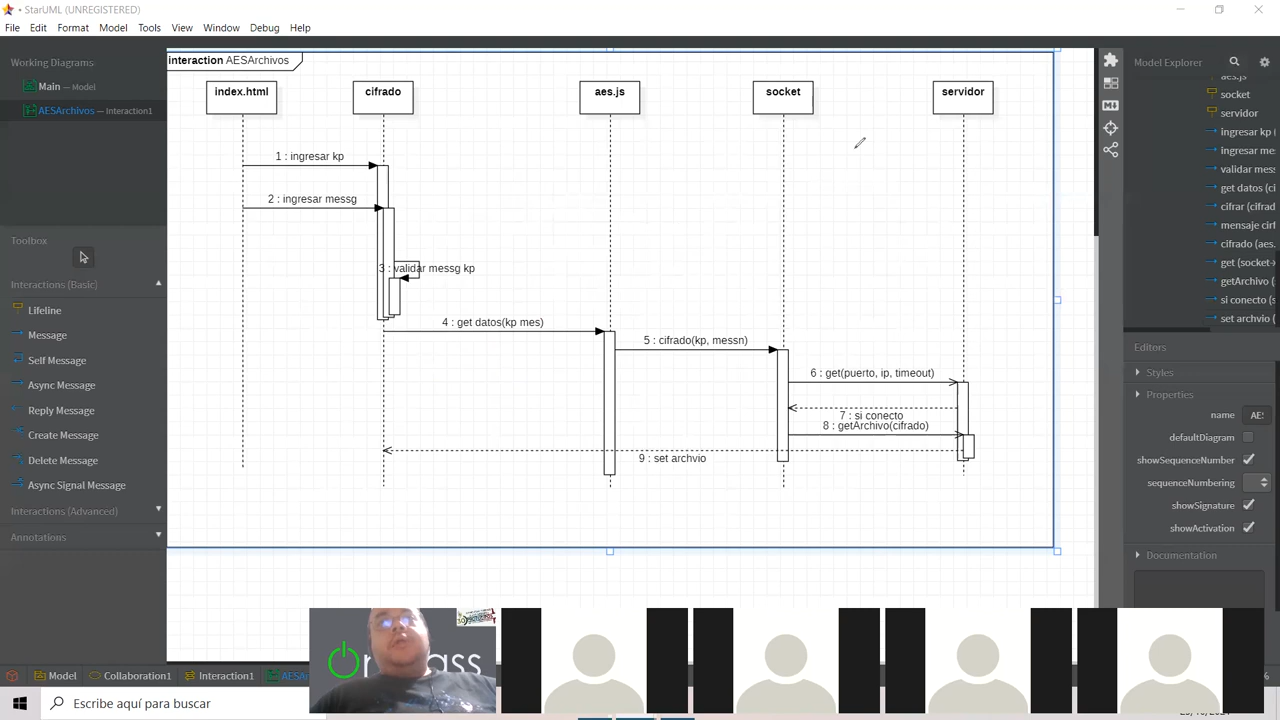 StarUML (UNREGISTERED)
File Edit Format Model Tools View Window Debug Help
Working Diagrams
Main — Model
AESArchivos — Interaction1
Toolbox
Interactions (Basic)
Lifeline
Message
Self Message
Async Message
Reply Message
Create Message
Delete Message
Async Signal Message
Interactions (Advanced)
Annotations
interaction AESArchivos
index.html
cifrado
aes.js
socket
servidor
1 : ingresar kp
2 : ingresar messg
3 : validar messg kp
4 : get datos(kp mes)
5 : cifrado(kp, messn)
6 : get(puerto, ip, timeout)
7 : si conecto
8 : getArchivo(cifrado)
9 : set archvio
Model Explorer
aes.js
socket
servidor
ingresar kp (
ingresar me
validar mess
get datos (ci
cifrar (cifrad
mensaje cirl
cifrado (aes.
get (socket→
getArchivo (
si conecto (s
set archvio (
Editors
Styles
Properties
name AES
defaultDiagram
showSequenceNumber
sequenceNumbering
showSignature
showActivation
Documentation
Model
Collaboration1
Interaction1
%
Escribe aquí para buscar